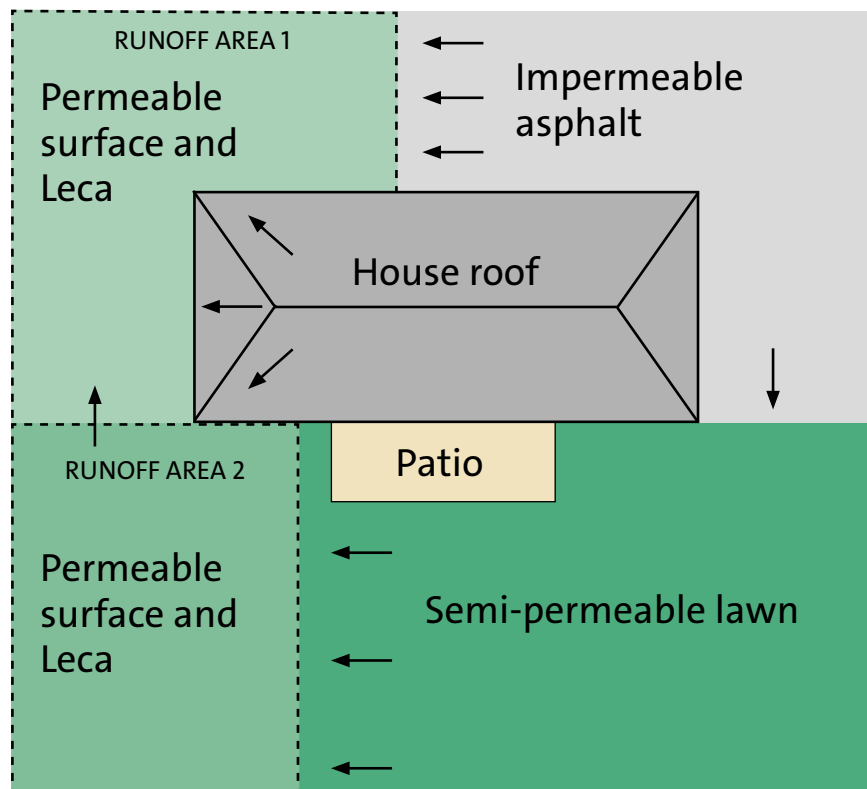 RUNOFF AREA 1
Permeable
surface and
Leca
Impermeable
asphalt
House roof
Patio
RUNOFF AREA 2
Permeable
surface and
Leca
Semi-permeable lawn